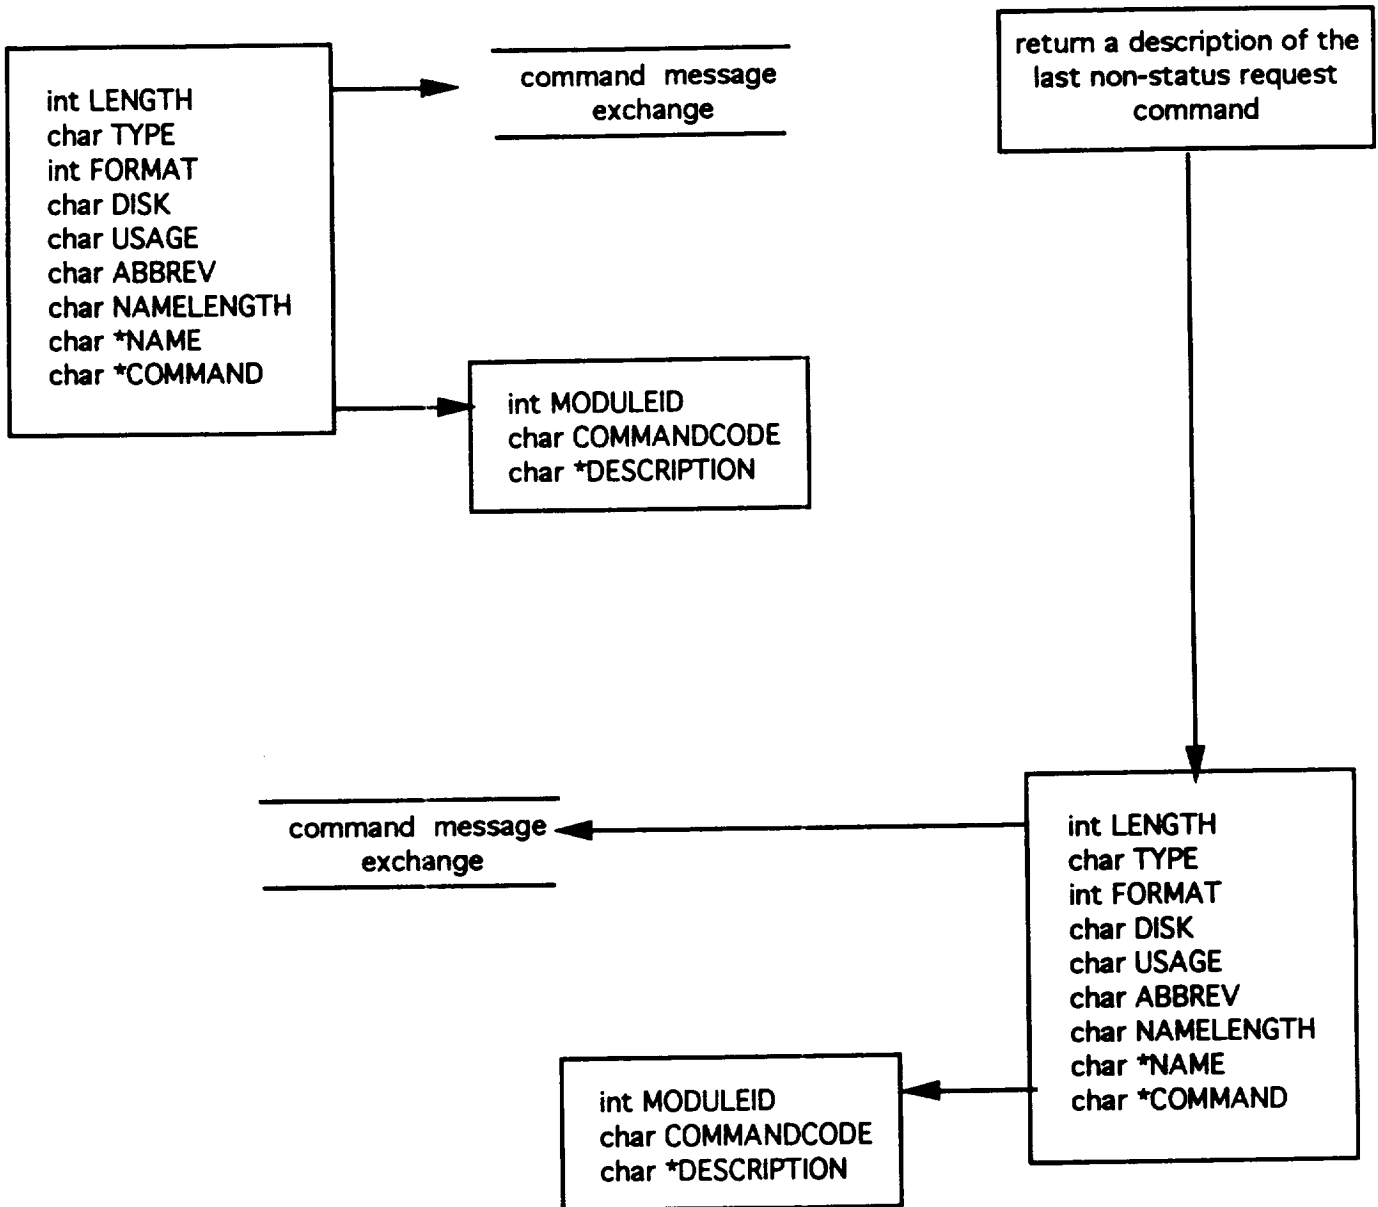 int LENGTH
char TYPE
int FORMAT
char DISK
char USAGE
char ABBREV
char NAMELENGTH
char *NAME
char *COMMAND
command message
exchange
return a description of the
last non-status request
command
int MODULEID
char COMMANDCODE
char *DESCRIPTION
command message
exchange
int LENGTH
char TYPE
int FORMAT
char DISK
char USAGE
char ABBREV
char NAMELENGTH
char *NAME
char *COMMAND
int MODULEID
char COMMANDCODE
char *DESCRIPTION